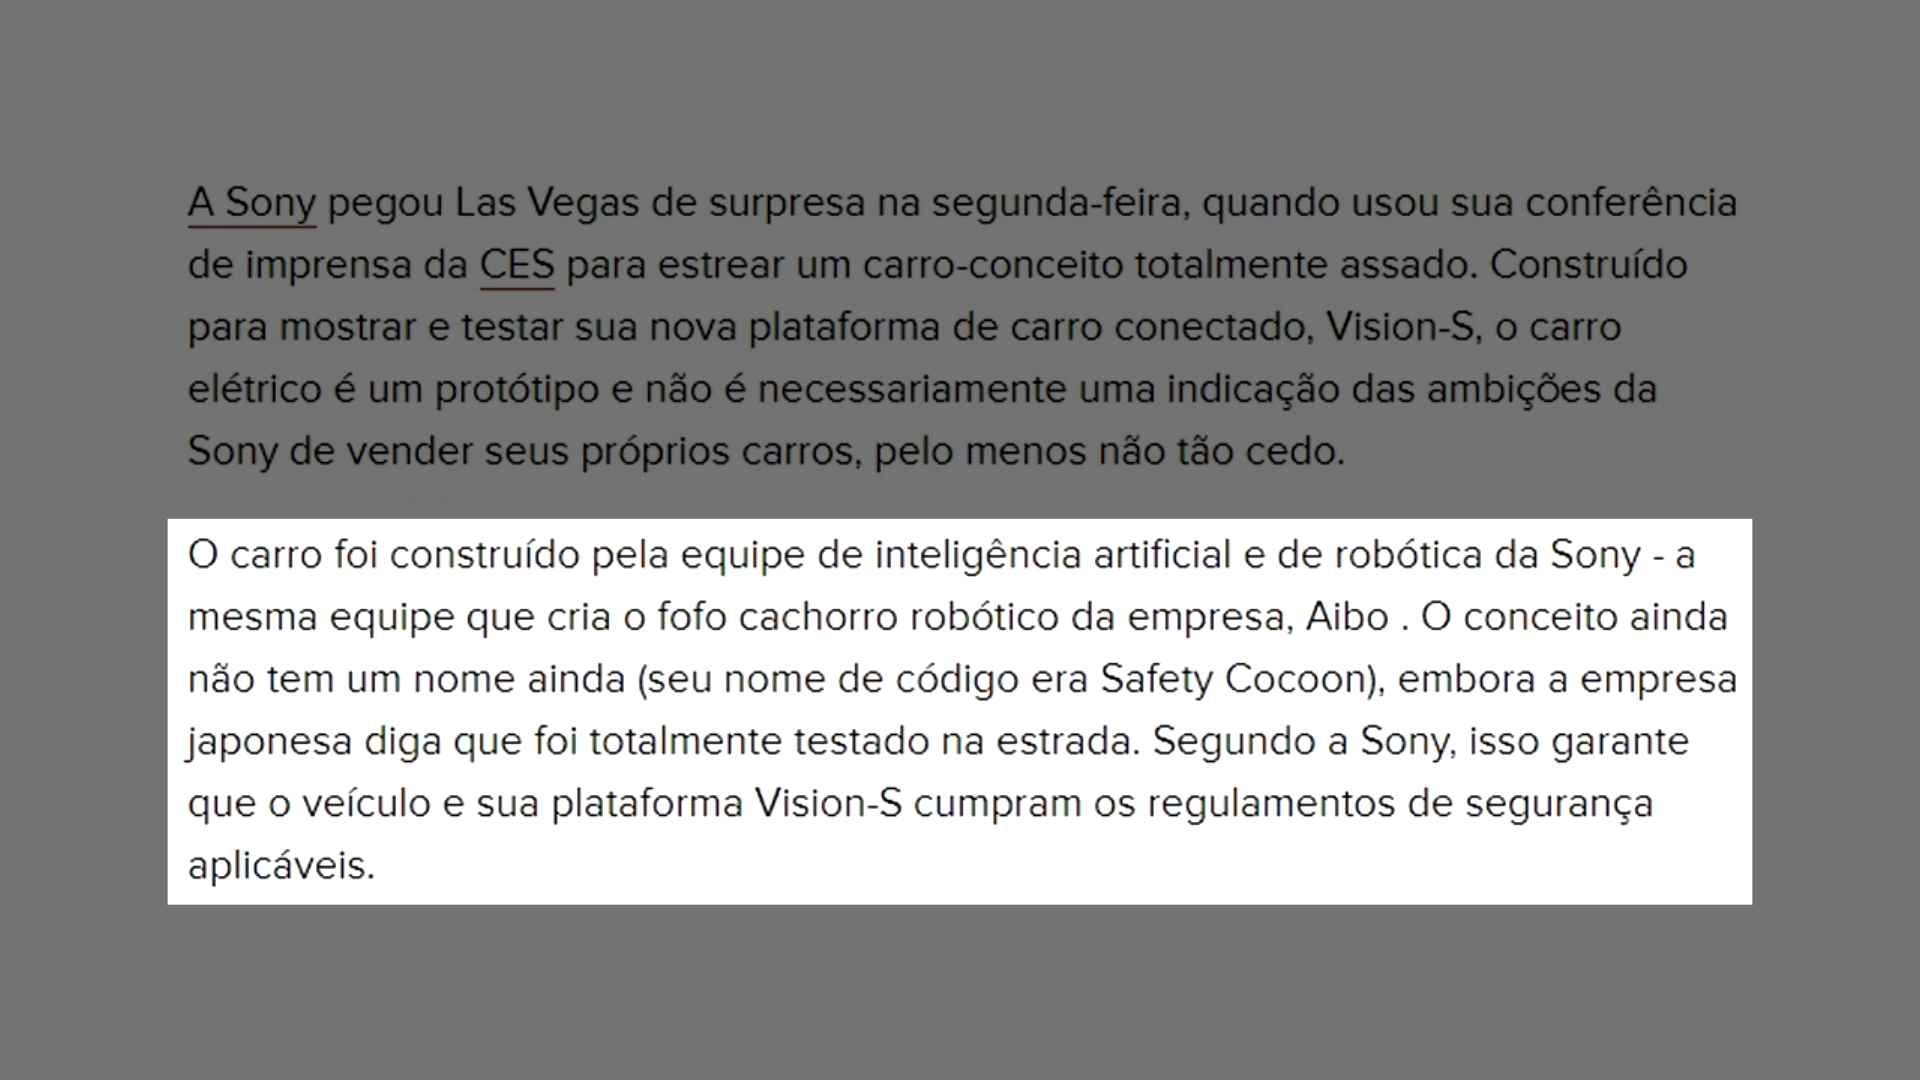 A Sony pegou Las Vegas de surpresa na segunda-feira, quando usou sua conferência
de imprensa da CES para estrear um carro-conceito totalmente assado. Construído
para mostrar e testar sua nova plataforma de carro conectado, Vision-S, o carro
elétrico é um protótipo e não é necessariamente uma indicação das ambições da
Sony de vender seus próprios carros, pelo menos não tão cedo.
O carro foi construído pela equipe de inteligência artificial e de robótica da Sony - a
mesma equipe que cria o fofo cachorro robótico da empresa, Aibo . O conceito ainda
não tem um nome ainda (seu nome de código era Safety Cocoon), embora a empresa
japonesa diga que foi totalmente testado na estrada. Segundo a Sony, isso garante
que o veículo e sua plataforma Vision-S cumpram os regulamentos de segurança
aplicáveis.